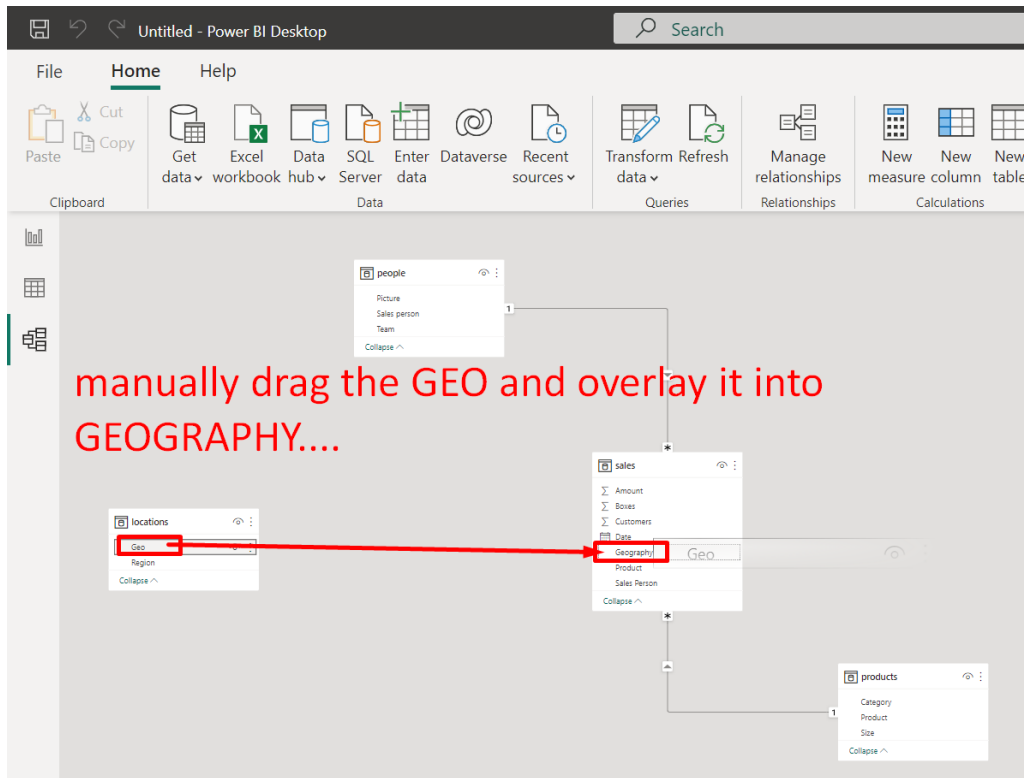 Untitled - Power BI Desktop
Search
File
Home
Help
Paste
Cut
Copy
Clipboard
Get
data
Excel
workbook
Data
hub
SQL
Server
Enter
data
Dataverse
Recent
sources
Data
Transform
data
Refresh
Queries
Manage
relationships
Relationships
New
measure
New
column
New
table
Calculations
people
Picture
Sales person
Team
Collapse
1
manually drag the GEO and overlay it into
GEOGRAPHY....
*
sales
Amount
Boxes
Customers
Date
Geography
Geo
Product
Sales Person
Collapse
*
locations
Geo
Region
Collapse
products
1
Category
Product
Size
Collapse